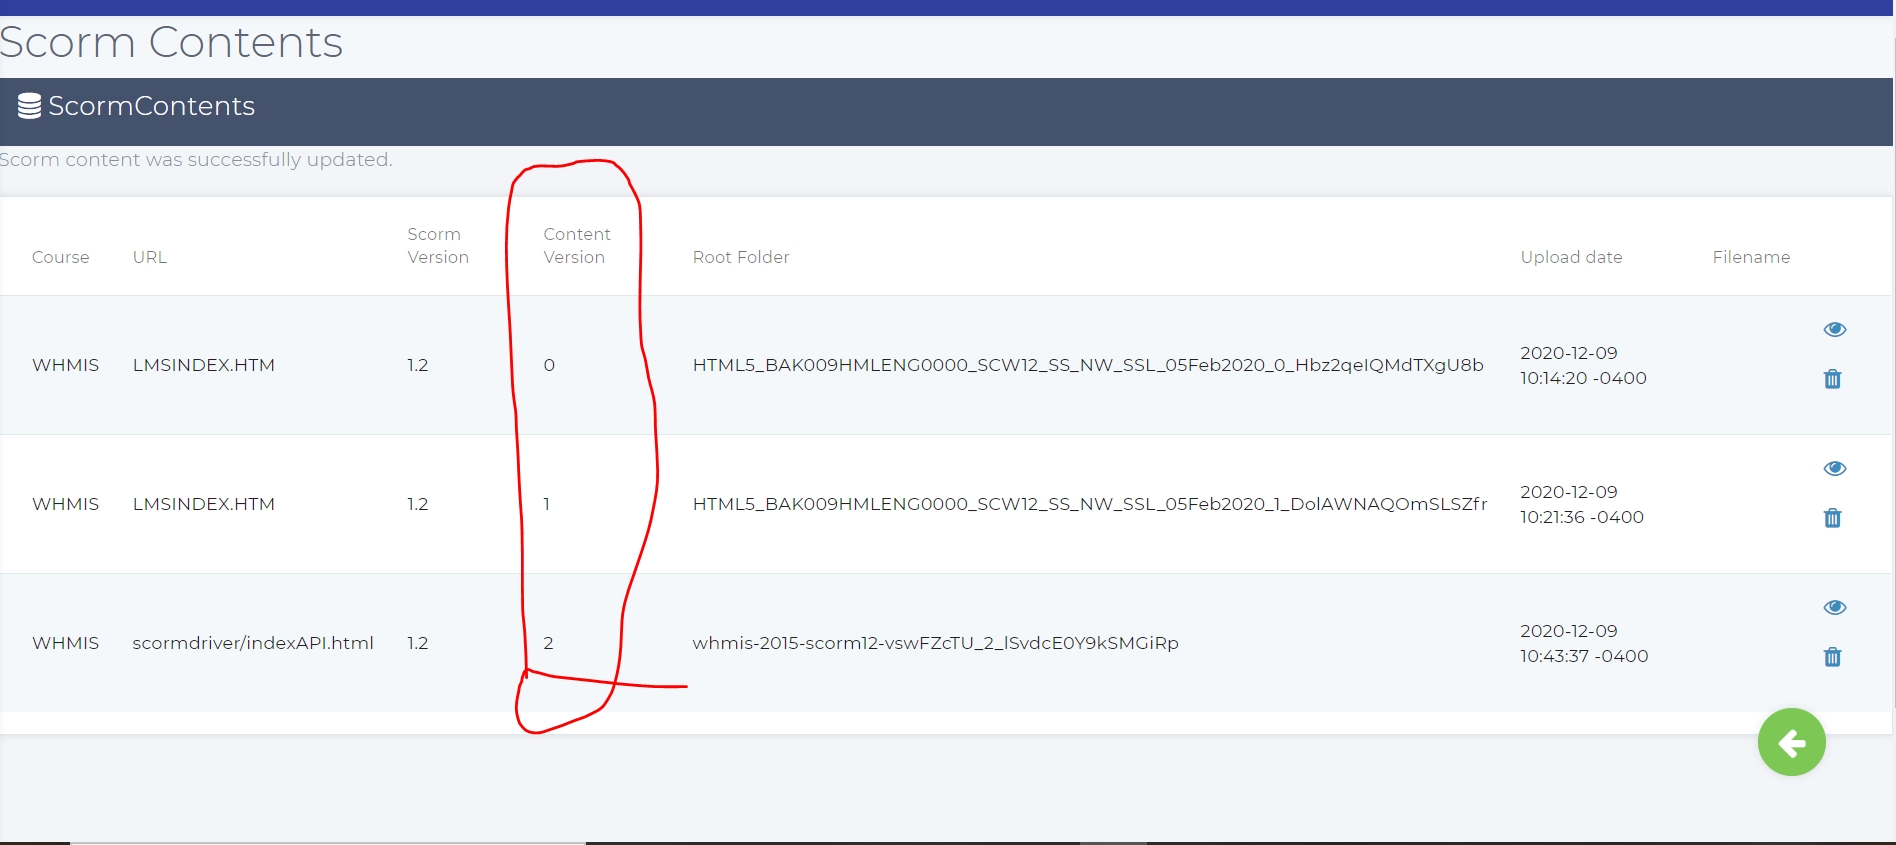 Scorm Contents
ScormContents
Scorm content was successfully updated.
Course URL Scorm Version Content Version Root Folder Upload date Filename
WHMIS LMSINDEX.HTM 1.2 0 HTML5_BAK009HMLENG0000_SCW12_SS_NW_SSL_05Feb2020_0_Hbz2qeIQMdTXgU8b 2020-12-09 10:14:20 -0400
WHMIS LMSINDEX.HTM 1.2 1 HTML5_BAK009HMLENG0000_SCW12_SS_NW_SSL_05Feb2020_1_DolAWNAQOmSLSZfr 2020-12-09 10:21:36 -0400
WHMIS scormdriver/indexAPI.html 1.2 2 whmis-2015-scorm12-vswFZcTU_2_lSvdcE0Y9kSMGiRp 2020-12-09 10:43:37 -0400